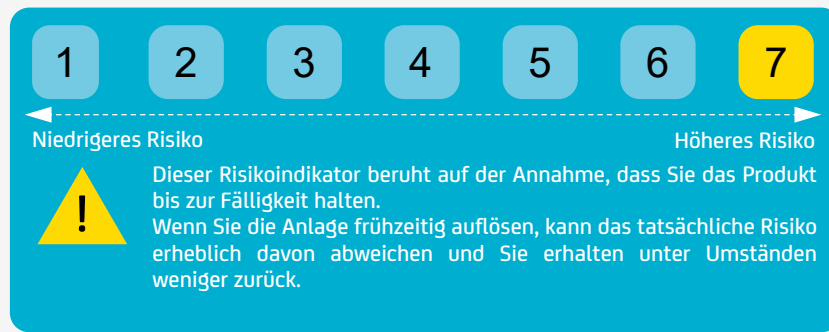 1 2 3 4 5 6 7
Niedrigeres Risiko Höheres Risiko
Dieser Risikoindikator beruht auf der Annahme, dass Sie das Produkt
bis zur Fälligkeit halten.
Wenn Sie die Anlage frühzeitig auflösen, kann das tatsächliche Risiko
erheblich davon abweichen und Sie erhalten unter Umständen
weniger zurück.
!